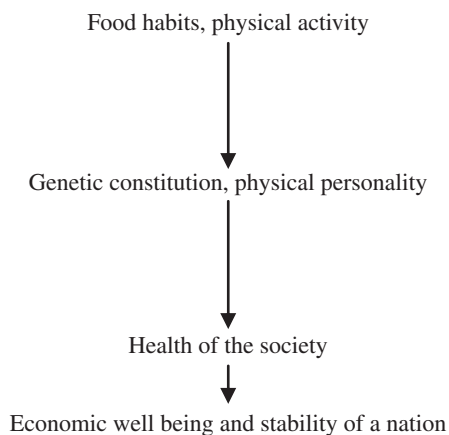 Food habits, physical activity
Genetic constitution, physical personality
Health of the society
Economic well being and stability of a nation